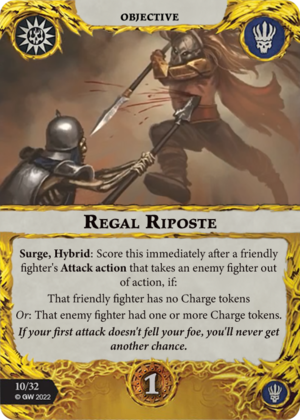 OBJECTIVE
REGAL RIPOSTE
Surge, Hybrid: Score this immediately after a friendly
fighter's Attack action that takes an enemy fighter out
of action, if:
That friendly fighter has no Charge tokens
Or: That enemy fighter had one or more Charge tokens.
If your first attack doesn't fell your foe, you'll never get
another chance.
10/32
© GW 2022
1